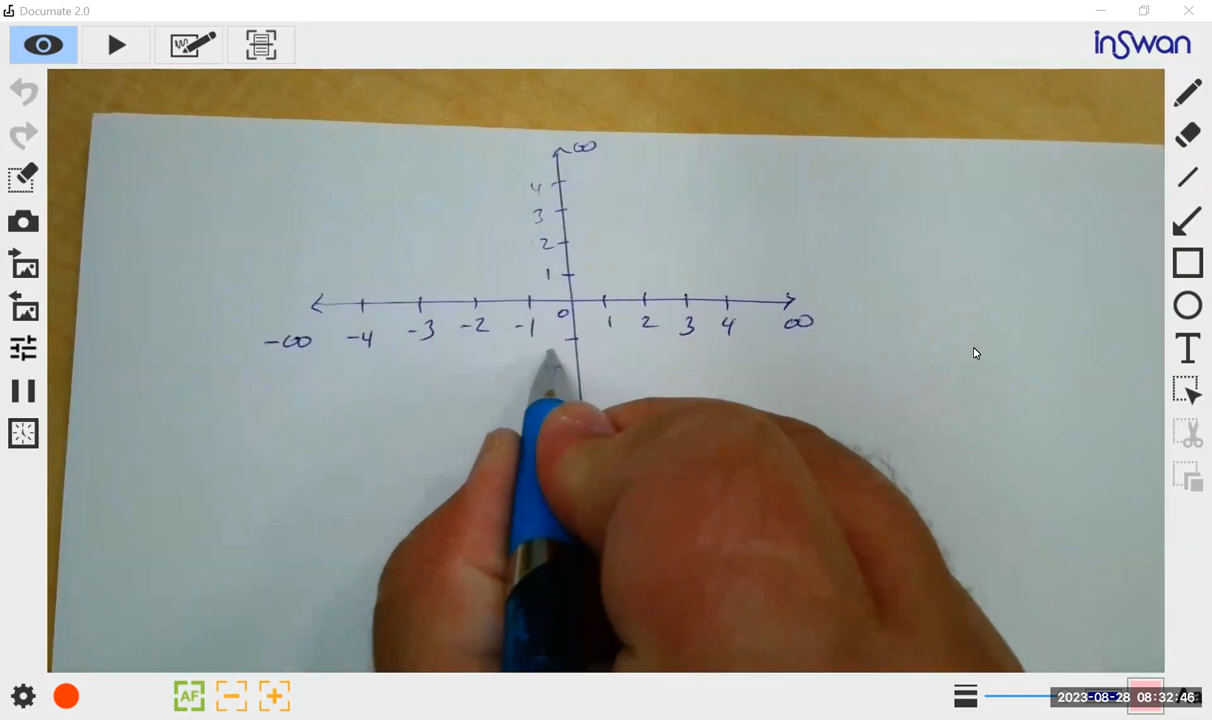 Documate 2.0
inSwan
∞
4
3
2
1
0
-∞ -4 -3 -2 -1 1 2 3 4 ∞
T
AF
2023-08-28 08:32:46